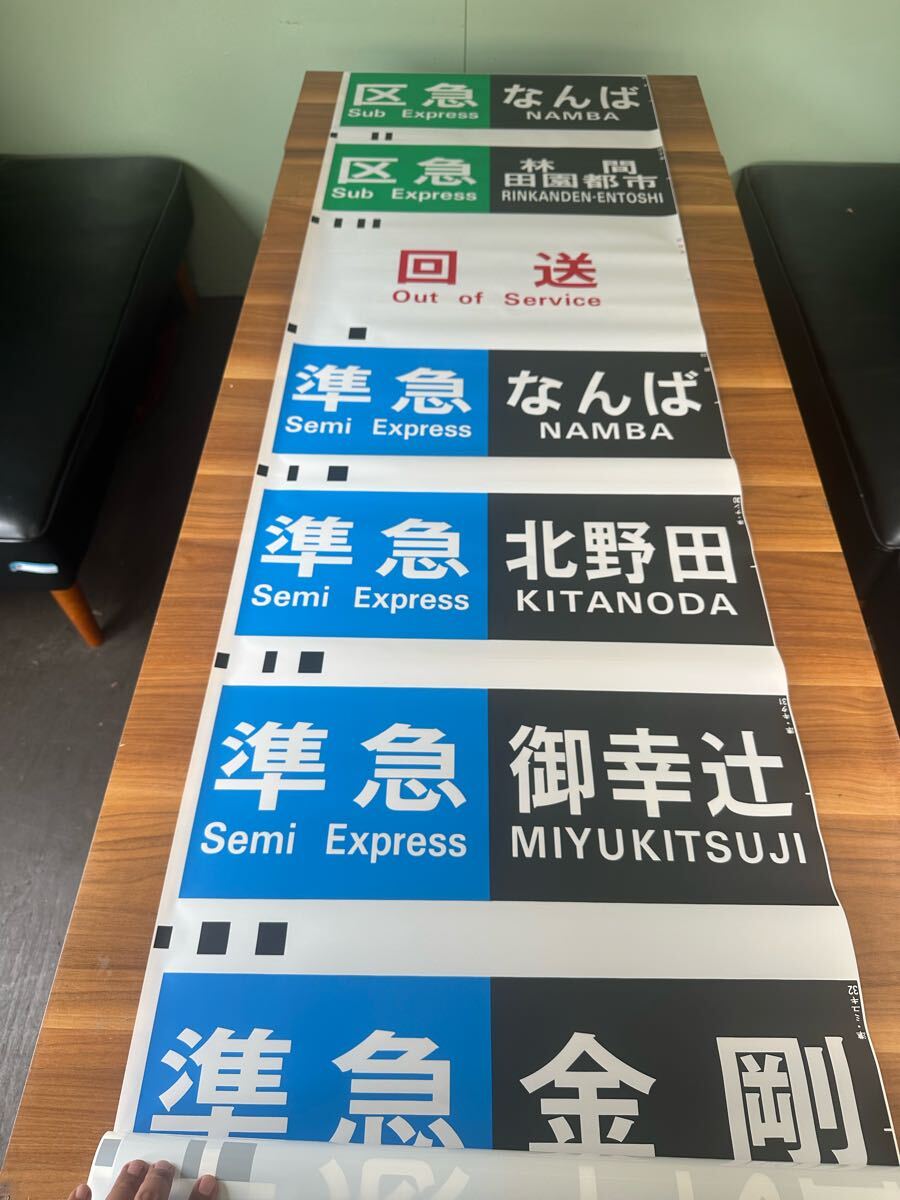 区急 なんば
Sub Express NAMBA
区急 林間
田園都市
Sub Express RINKANDEN-ENTOSHI
回送
Out of Service
準急 なんば
Semi Express NAMBA
準急 北野田
Semi Express KITANODA
準急 御幸辻
Semi Express MIYUKITSUJI
準急 金剛